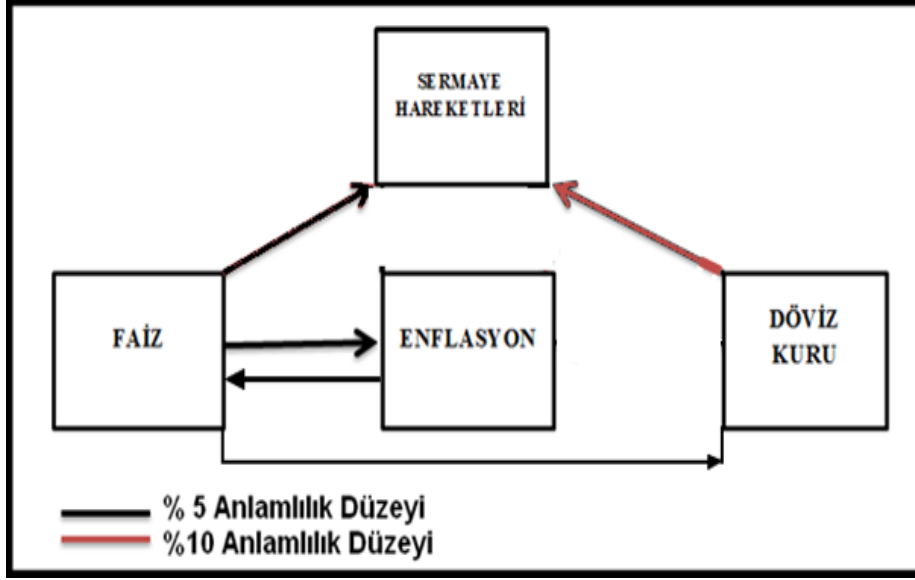 SERMAYE
HAREKETLERİ
FAİZ
ENFLASYON
DÖVİZ
KURU
% 5 Anlamlılık Düzeyi
%10 Anlamlılık Düzeyi